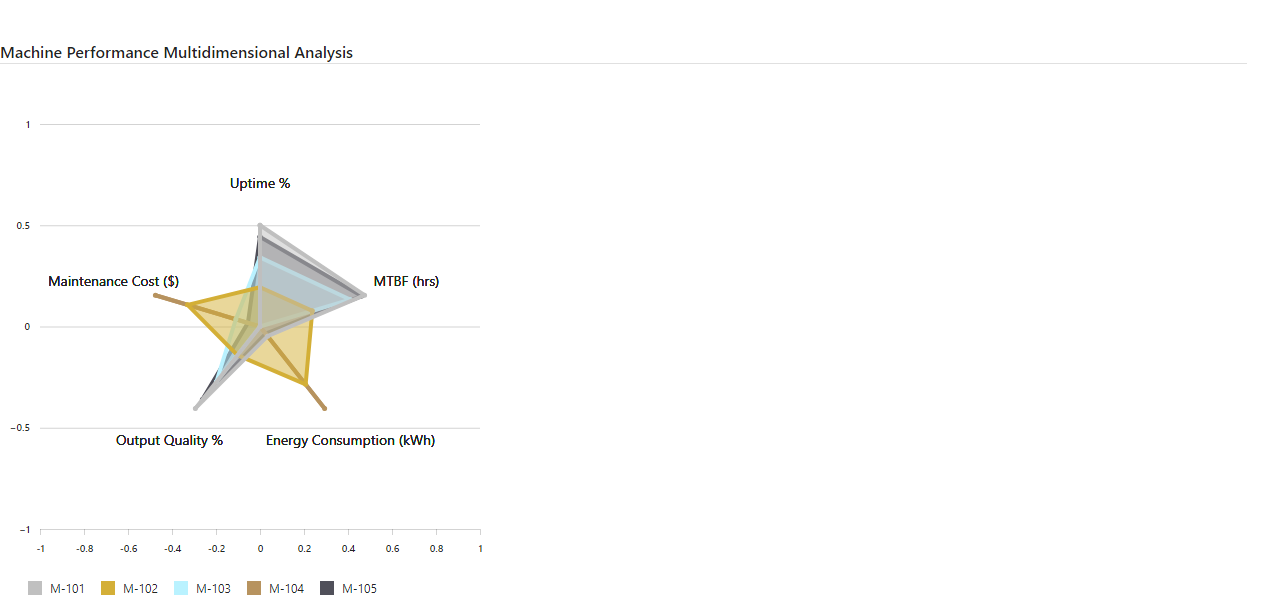 Machine Performance Multidimensional Analysis
1
Uptime %
0.5
Maintenance Cost ($)
MTBF (hrs)
0
−0.5
Output Quality %
Energy Consumption (kWh)
−1
-1 -0.8 -0.6 -0.4 -0.2 0 0.2 0.4 0.6 0.8 1
M-101 M-102 M-103 M-104 M-105